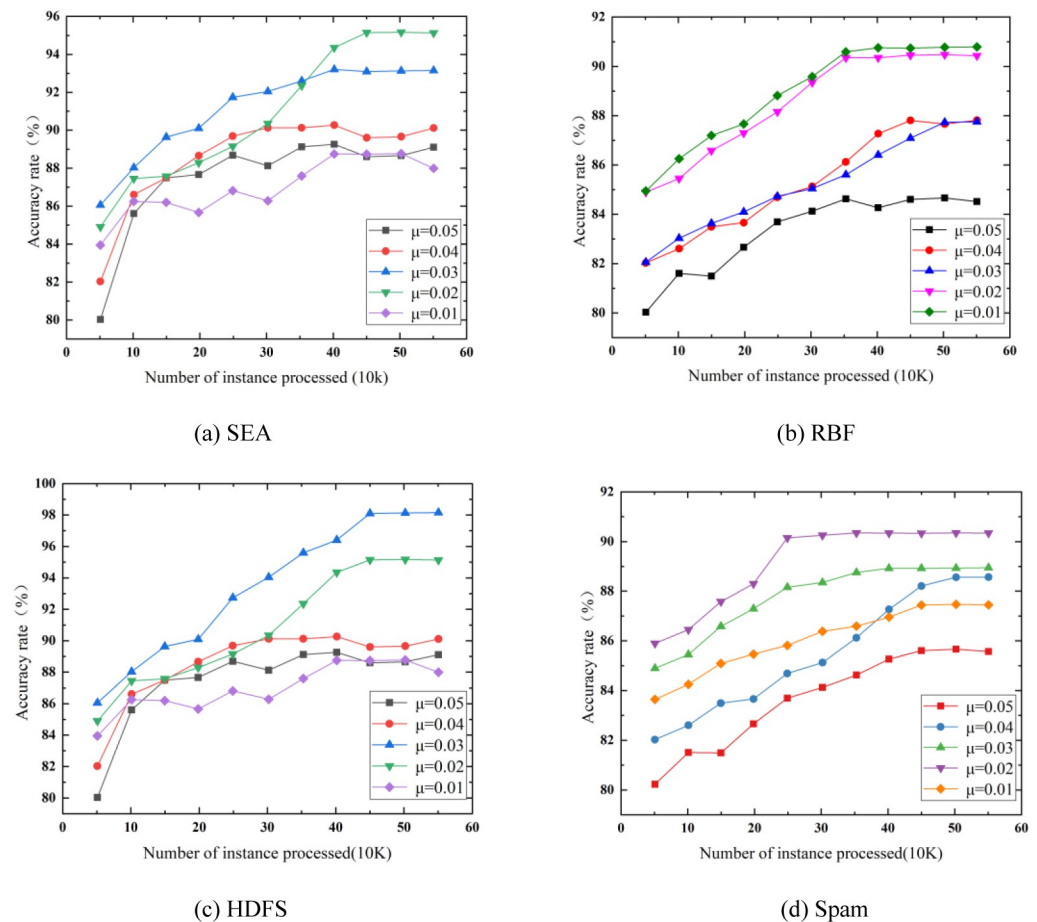 96
94
92
90
88
86
84
82
80
Accuracy rate（%）
μ=0.05
μ=0.04
μ=0.03
μ=0.02
μ=0.01
0 10 20 30 40 50 60
Number of instance processed (10k)
(a) SEA
92
90
88
86
84
82
80
Accuracy rate（%）
μ=0.05
μ=0.04
μ=0.03
μ=0.02
μ=0.01
0 10 20 30 40 50 60
Number of instance processed (10K)
(b) RBF
100
98
96
94
92
90
88
86
84
82
80
Accuracy rate（%）
μ=0.05
μ=0.04
μ=0.03
μ=0.02
μ=0.01
0 10 20 30 40 50 60
Number of instance processed(10K)
(c) HDFS
92
90
88
86
84
82
80
Accuracy rate（%）
μ=0.05
μ=0.04
μ=0.03
μ=0.02
μ=0.01
0 10 20 30 40 50 60
Number of instance processed(10K)
(d) Spam